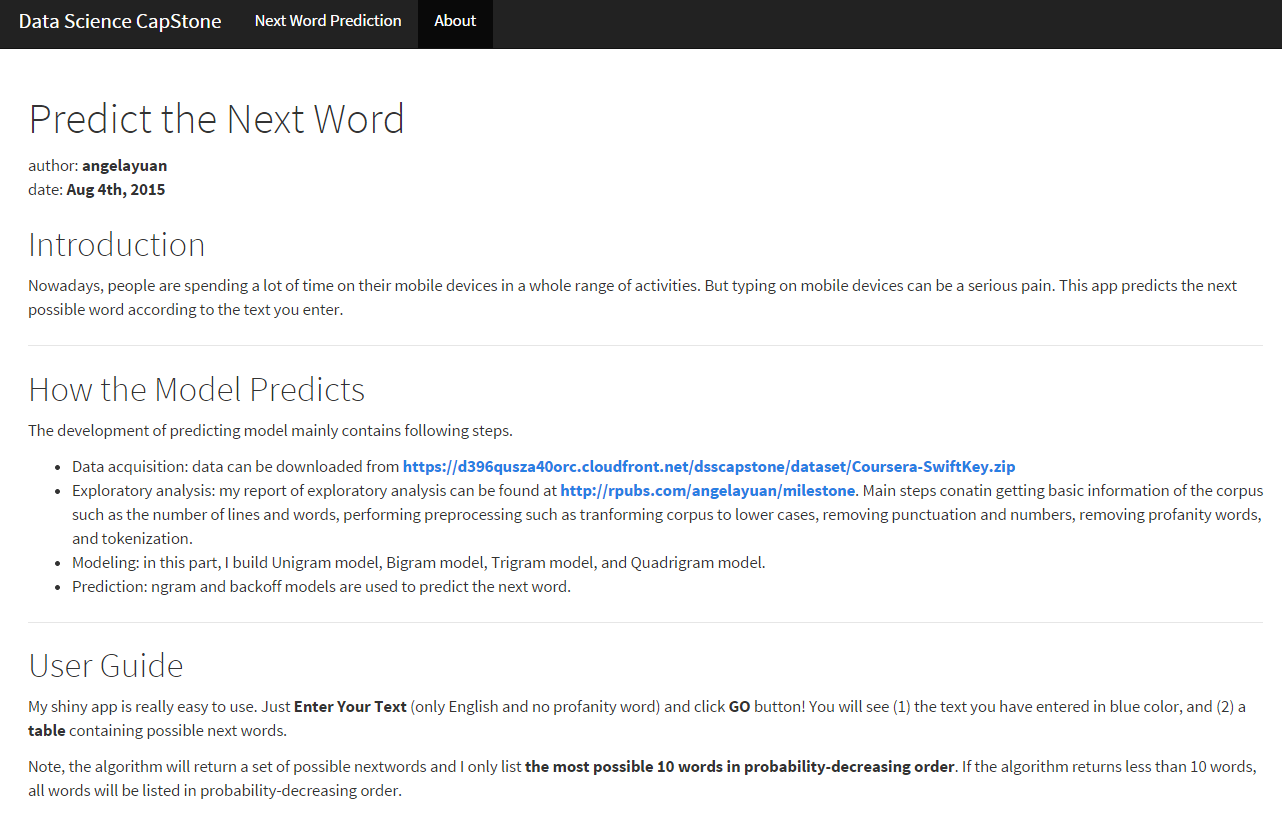 Data Science CapStone Next Word Prediction About
Predict the Next Word
author: angelayuan
date: Aug 4th, 2015
Introduction
Nowadays, people are spending a lot of time on their mobile devices in a whole range of activities. But typing on mobile devices can be a serious pain. This app predicts the next
possible word according to the text you enter.
How the Model Predicts
The development of predicting model mainly contains following steps.
• Data acquisition: data can be downloaded from https://d396qusza40orc.cloudfront.net/dsscapstone/dataset/Coursera-SwiftKey.zip
• Exploratory analysis: my report of exploratory analysis can be found at http://rpubs.com/angelayuan/milestone. Main steps conatin getting basic information of the corpus
such as the number of lines and words, performing preprocessing such as tranforming corpus to lower cases, removing punctuation and numbers, removing profanity words,
and tokenization.
• Modeling: in this part, I build Unigram model, Bigram model, Trigram model, and Quadrigram model.
• Prediction: ngram and backoff models are used to predict the next word.
User Guide
My shiny app is really easy to use. Just Enter Your Text (only English and no profanity word) and click GO button! You will see (1) the text you have entered in blue color, and (2) a
table containing possible next words.
Note, the algorithm will return a set of possible nextwords and I only list the most possible 10 words in probability-decreasing order. If the algorithm returns less than 10 words,
all words will be listed in probability-decreasing order.